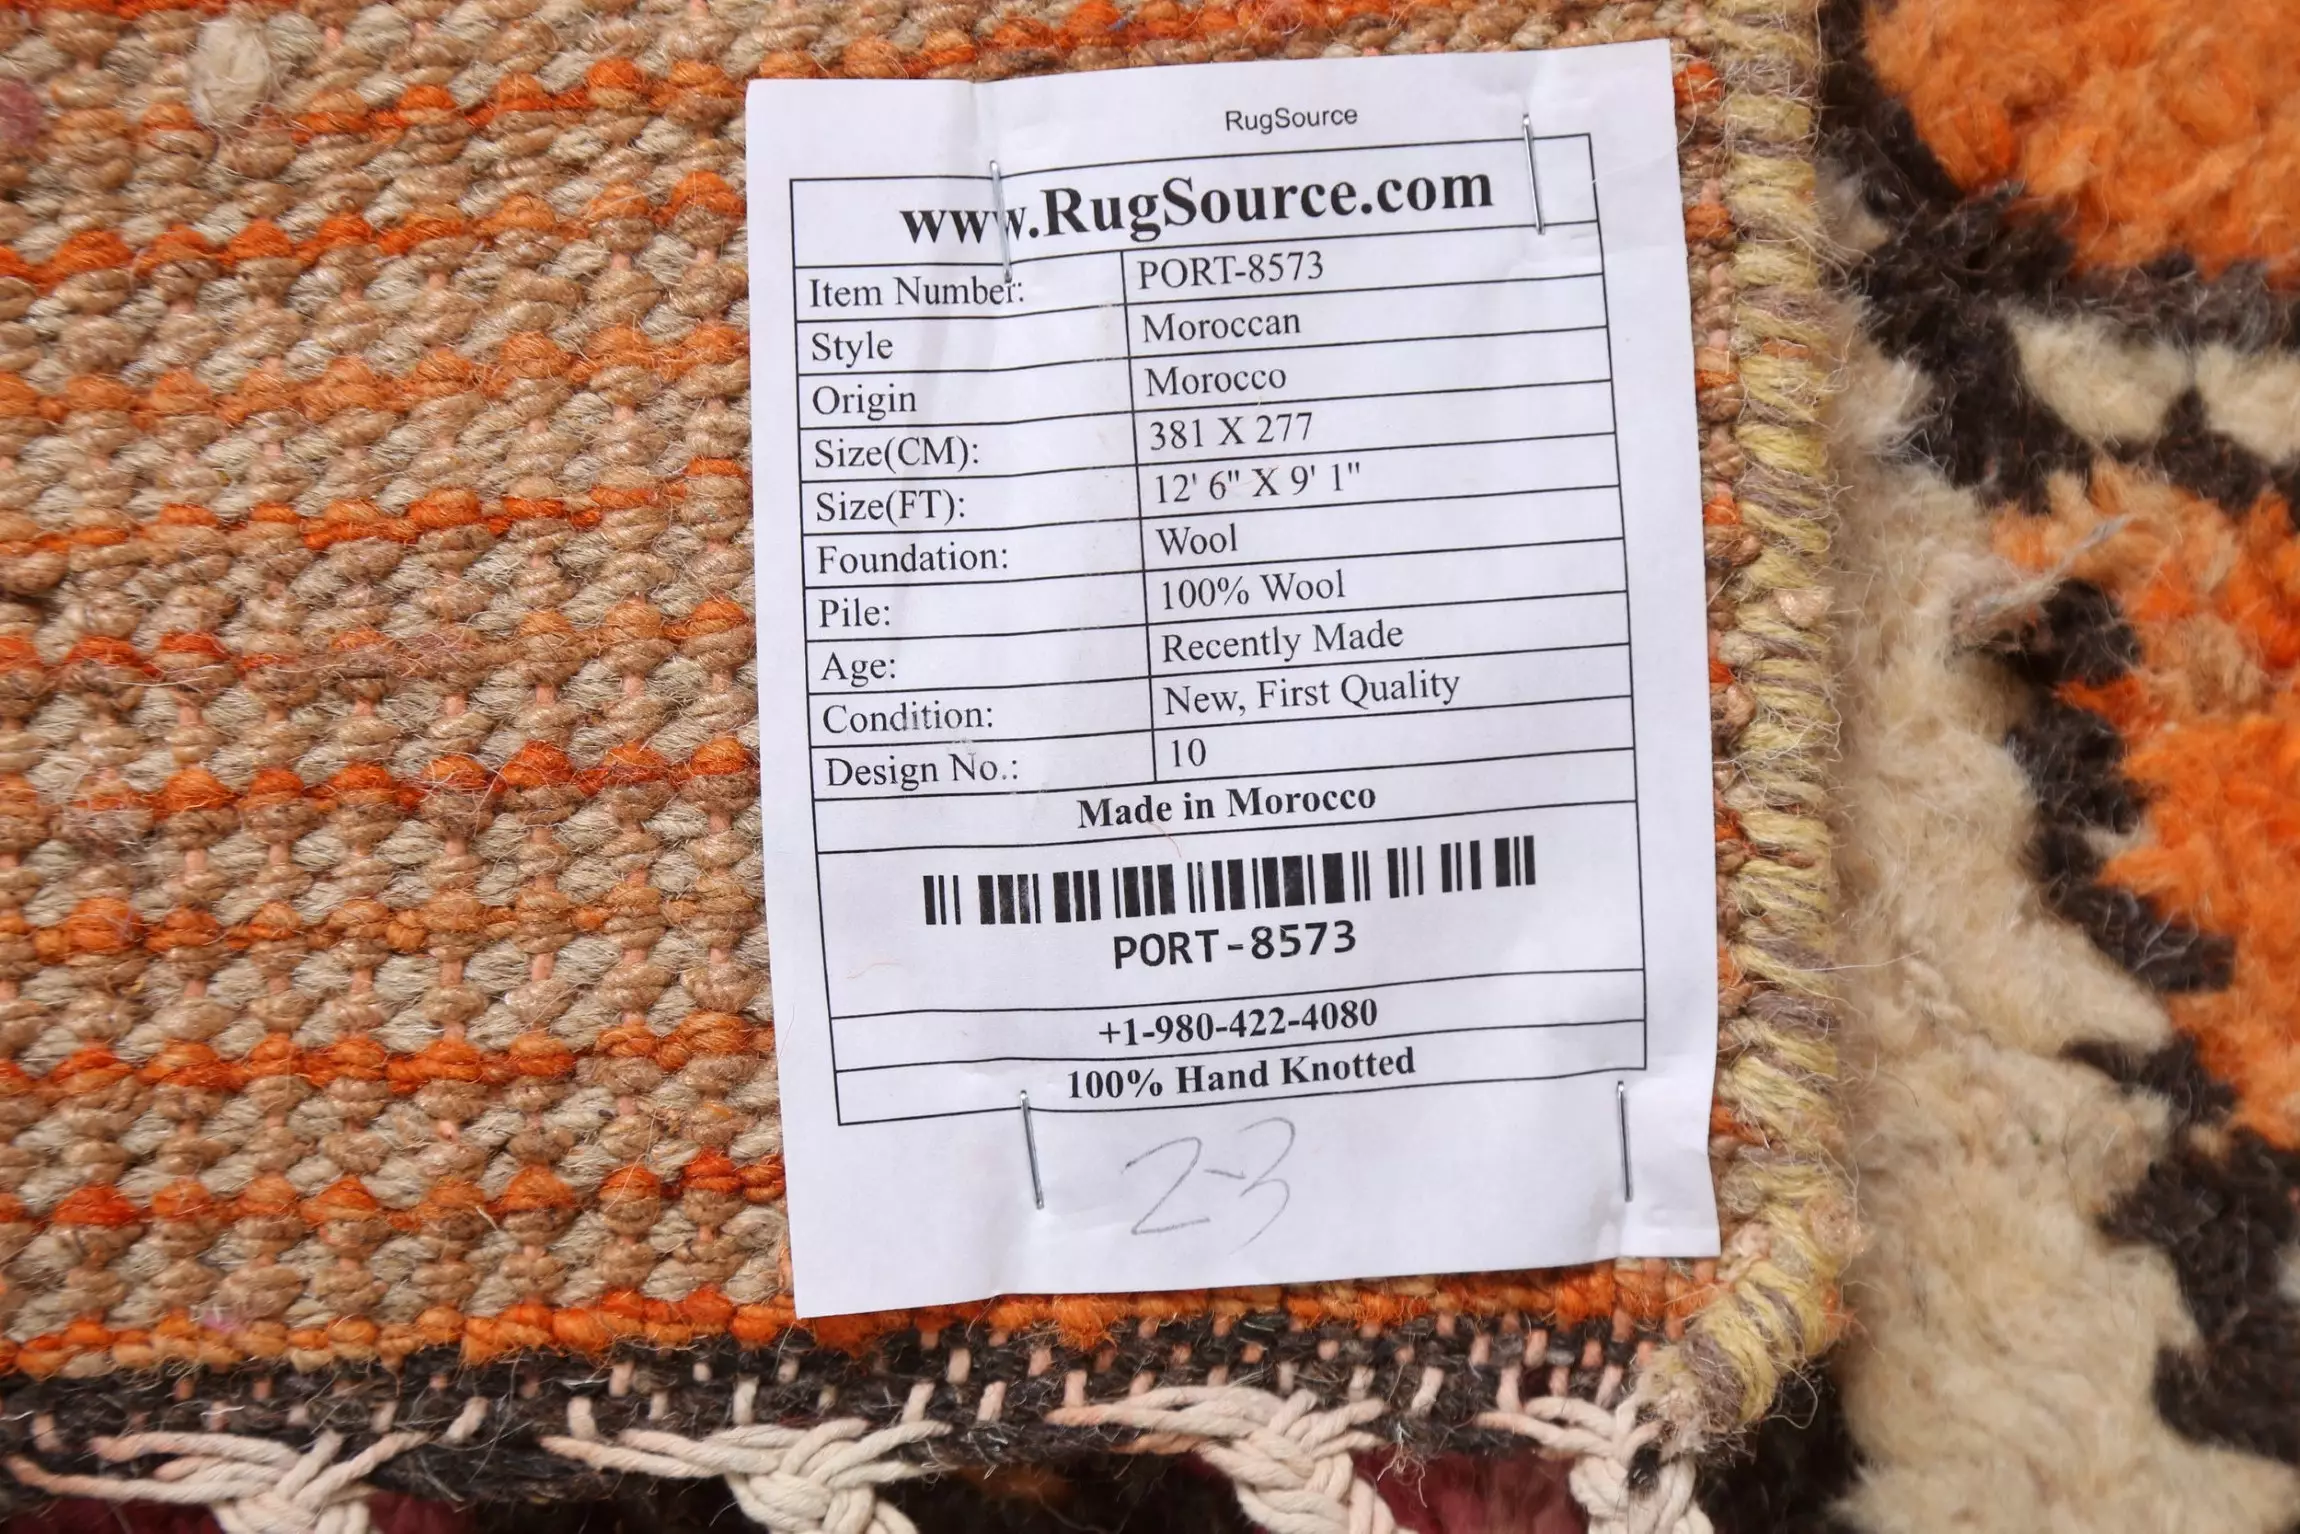 RugSource
www.RugSource.com
Item Number: PORT-8573
Style Moroccan
Origin Morocco
Size(CM): 381 X 277
Size(FT): 12' 6" X 9' 1"
Foundation: Wool
Pile: 100% Wool
Age: Recently Made
Condition: New, First Quality
Design No.: 10
Made in Morocco
PORT-8573
+1-980-422-4080
100% Hand Knotted
23